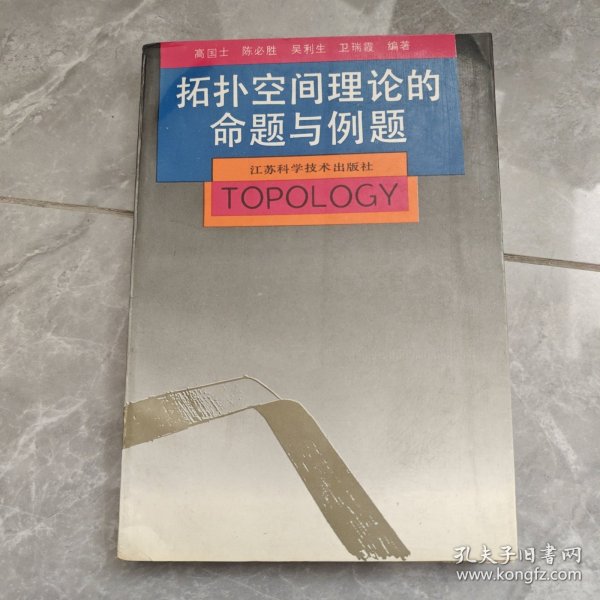 高国士 陈必胜 吴利生 卫瑞霞 编著
拓扑空间理论的
命题与例题
江苏科学技术出版社
TOPOLOGY
孔夫子旧书网
www.kongfz.com